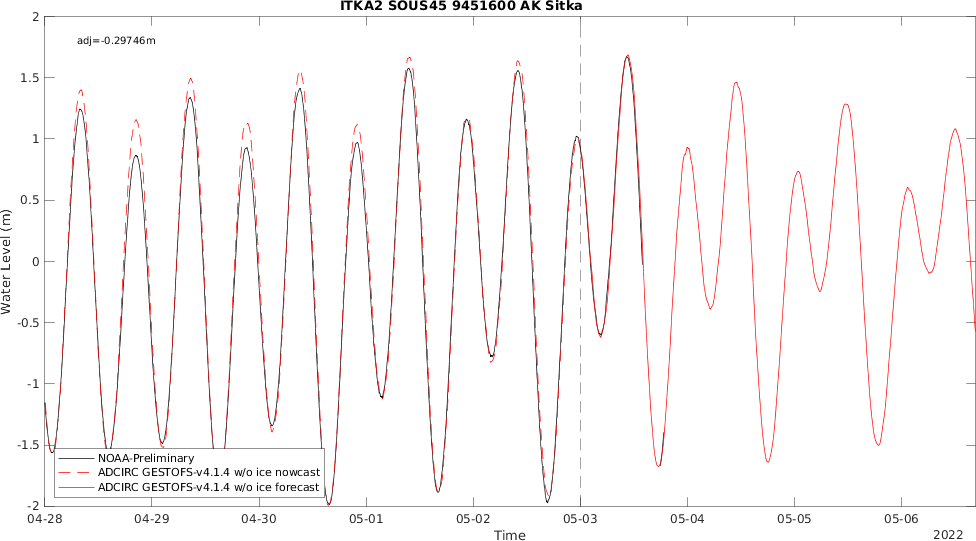 ITKA2 SOUS45 9451600 AK Sitka
adj=-0.29746m
Water Level (m)
2
1.5
1
0.5
0
-0.5
-1
-1.5
-2
NOAA-Preliminary
ADCIRC GESTOFS-v4.1.4 w/o ice nowcast
ADCIRC GESTOFS-v4.1.4 w/o ice forecast
04-28 04-29 04-30 05-01 05-02 05-03 05-04 05-05 05-06
Time
2022